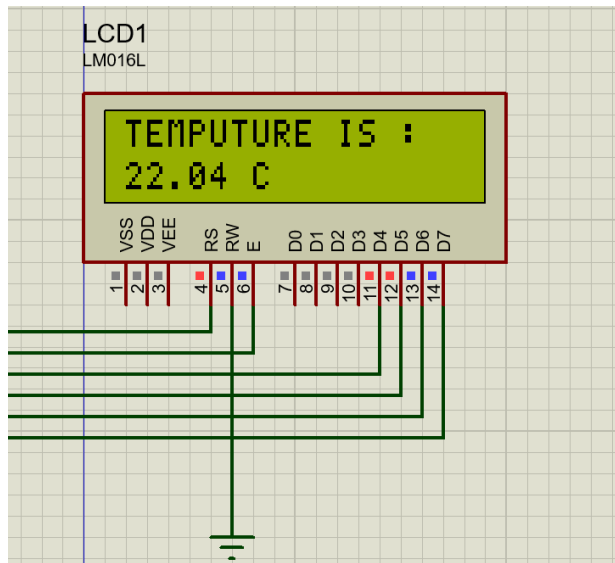 LCD1
LM016L
TEMPUTURE IS :
22.04 C
VSS VDD VEE RS RW E D0 D1 D2 D3 D4 D5 D6 D7
1 2 3 4 5 6 7 8 9 10 11 12 13 14